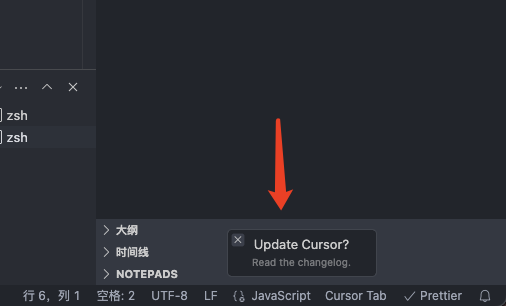 zsh
zsh
大纲
时间线
NOTEPADS
Update Cursor?
Read the changelog.
行 6，列 1 空格: 2 UTF-8 LF JavaScript Cursor Tab Prettier